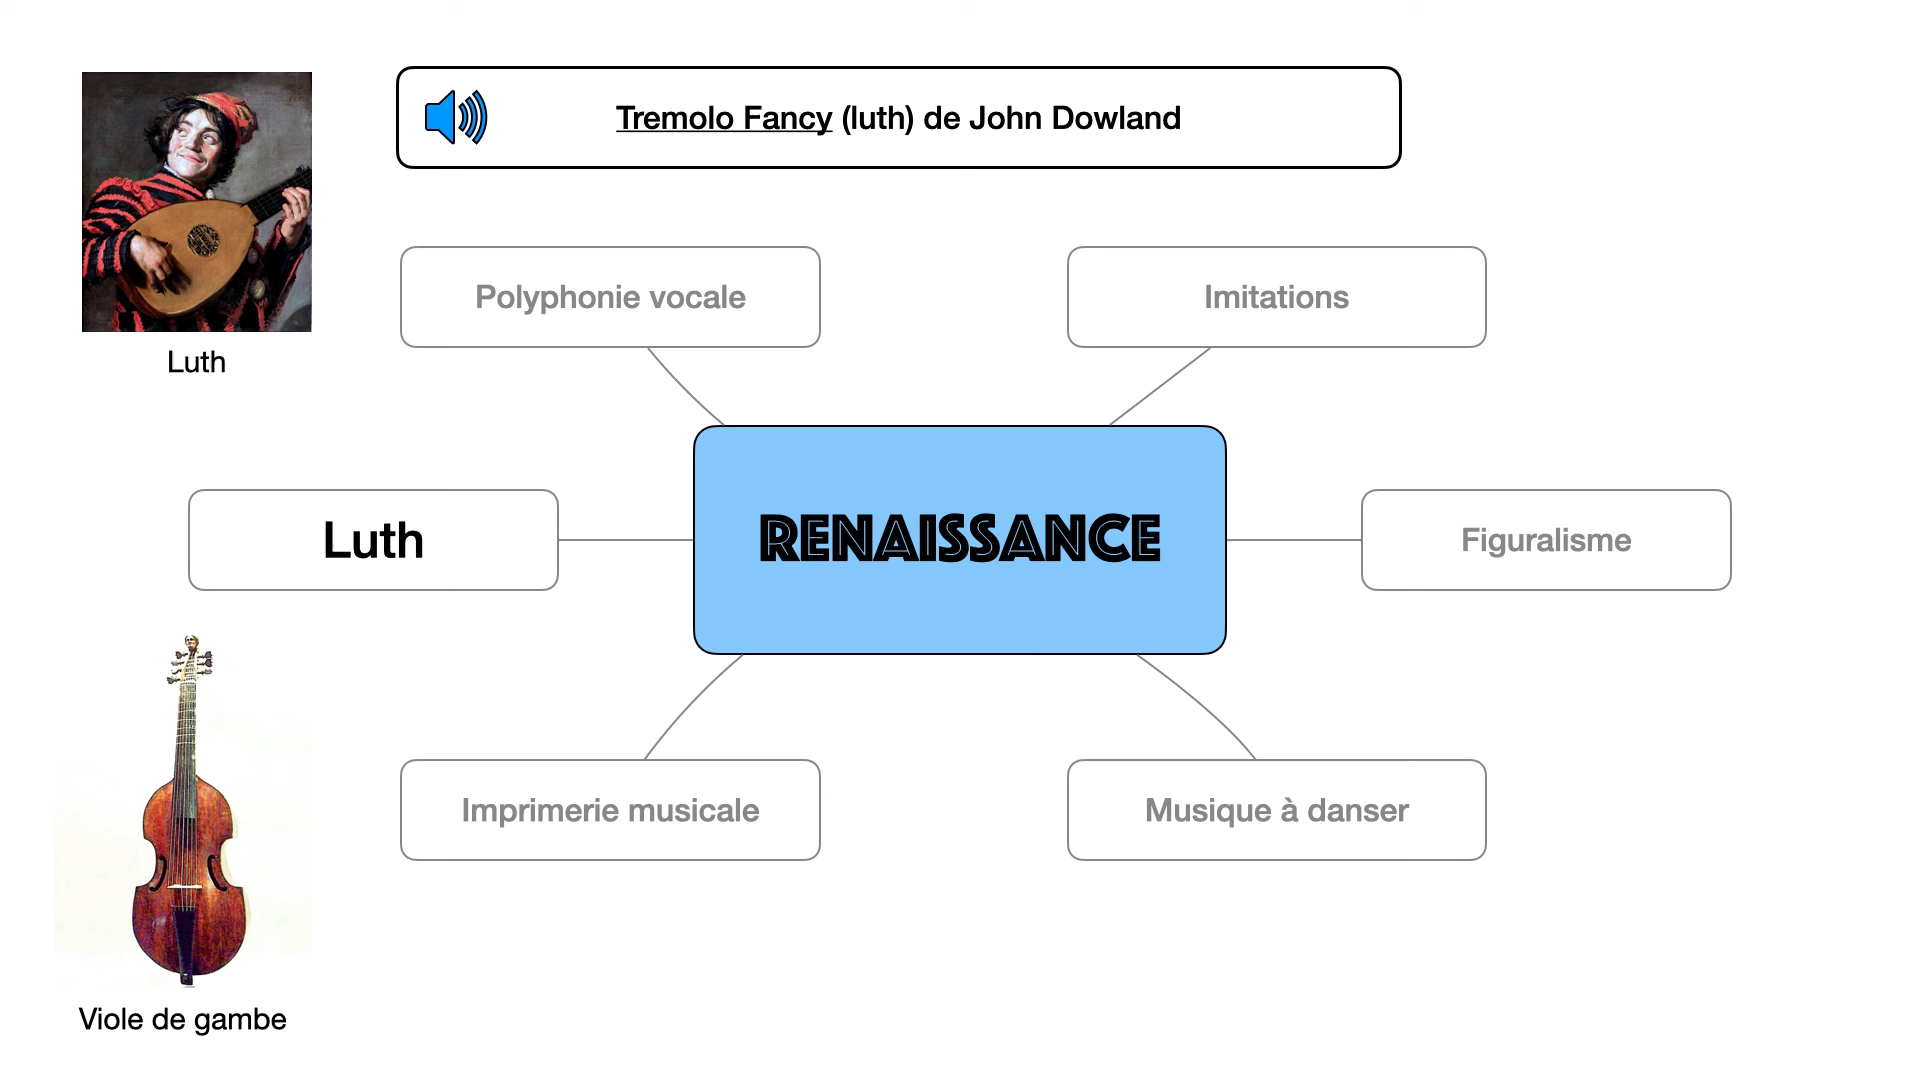 Tremolo Fancy (luth) de John Dowland
Luth
Polyphonie vocale
Imitations
Luth
RENAISSANCE
Figuralisme
Imprimerie musicale
Musique à danser
Viole de gambe